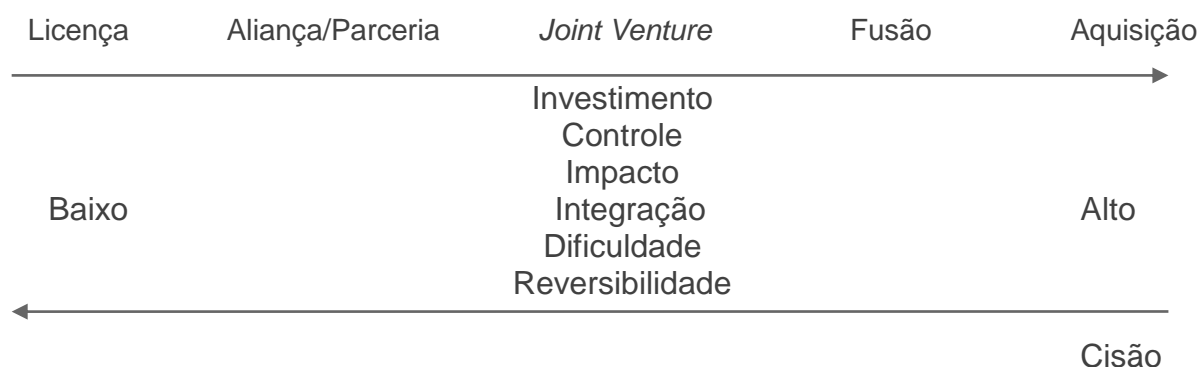 Licença Aliança/Parceria Joint Venture Fusão Aquisição
Investimento
Controle
Impacto
Baixo Integração Alto
Dificuldade
Reversibilidade
Cisão